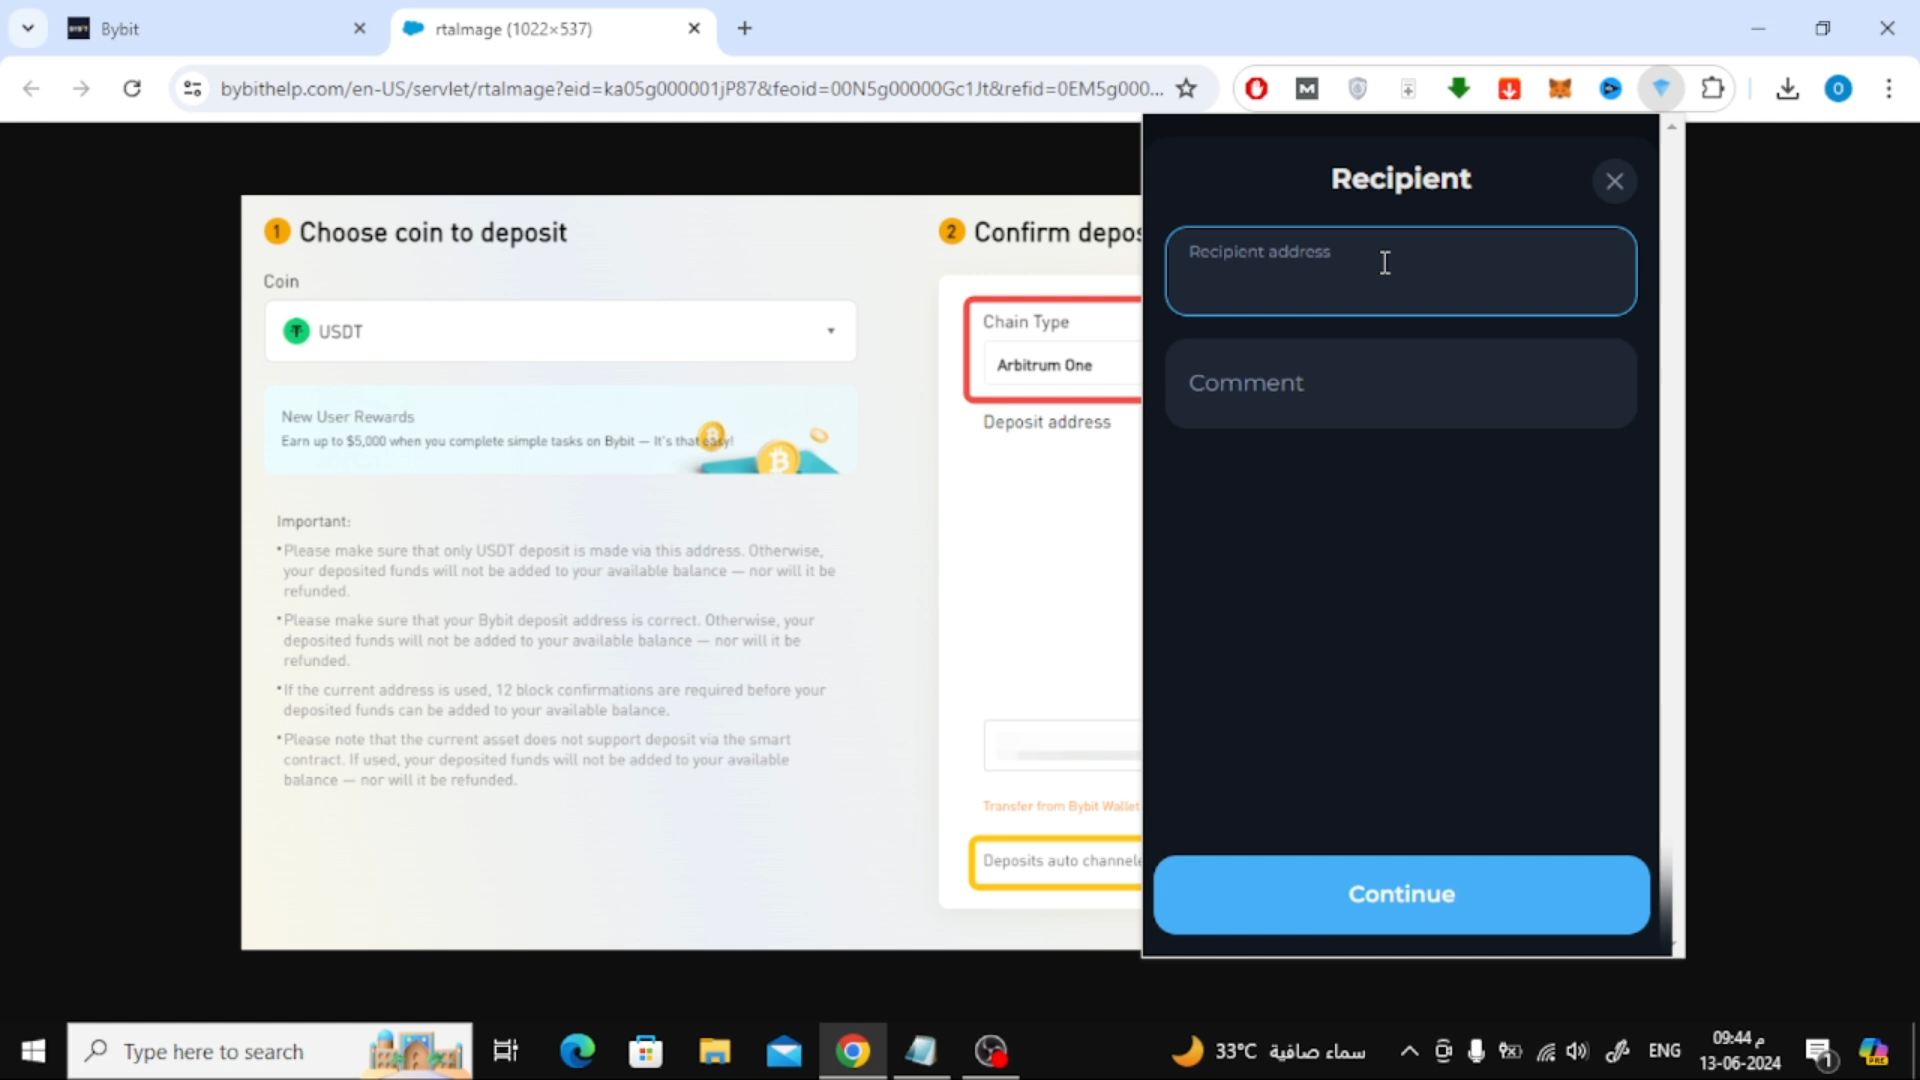 Bybit
rtaImage (1022×537)
bybithelp.com/en-US/servlet/rtaImage?eid=ka05g000001jP87&feoid=00N5g00000Gc1Jt&refid=0EM5g000...
1 Choose coin to deposit
Coin
USDT
New User Rewards
Earn up to $5,000 when you complete simple tasks on Bybit — It's that easy!
Important:
•Please make sure that only USDT deposit is made via this address. Otherwise,
your deposited funds will not be added to your available balance — nor will it be
refunded.
•Please make sure that your Bybit deposit address is correct. Otherwise, your
deposited funds will not be added to your available balance — nor will it be
refunded.
•If the current address is used, 12 block confirmations are required before your
deposited funds can be added to your available balance.
•Please note that the current asset does not support deposit via the smart
contract. If used, your deposited funds will not be added to your available
balance — nor will it be refunded.
2 Confirm depos
Chain Type
Arbitrum One
Deposit address
Transfer from Bybit Wallet
Deposits auto channele
Recipient
Recipient address
Comment
Continue
Type here to search
33°C سماء صافية
ENG
09:44 م
13-06-2024
1